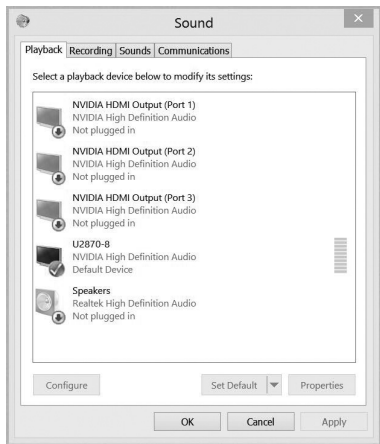 Sound
Playback Recording Sounds Communications
Select a playback device below to modify its settings:
NVIDIA HDMI Output (Port 1)
NVIDIA High Definition Audio
Not plugged in
NVIDIA HDMI Output (Port 2)
NVIDIA High Definition Audio
Not plugged in
NVIDIA HDMI Output (Port 3)
NVIDIA High Definition Audio
Not plugged in
U2870-8
NVIDIA High Definition Audio
Default Device
Speakers
Realtek High Definition Audio
Not plugged in
Configure Set Default Properties
OK Cancel Apply